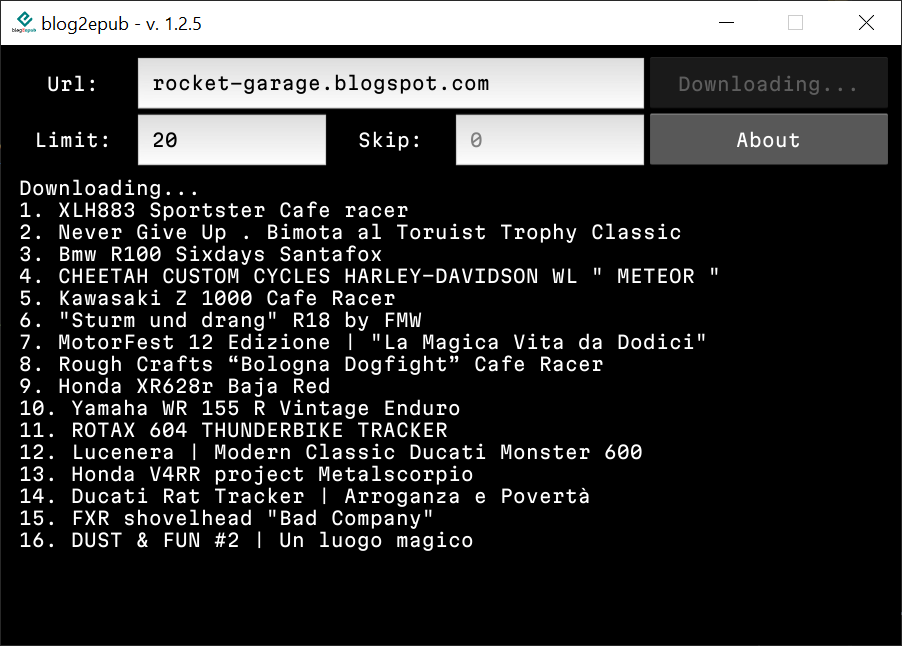 blog2epub - v. 1.2.5
Url: rocket-garage.blogspot.com Downloading...
Limit: 20 Skip: 0 About
Downloading...
1. XLH883 Sportster Cafe racer
2. Never Give Up . Bimota al Toruist Trophy Classic
3. Bmw R100 Sixdays Santafox
4. CHEETAH CUSTOM CYCLES HARLEY-DAVIDSON WL " METEOR "
5. Kawasaki Z 1000 Cafe Racer
6. "Sturm und drang" R18 by FMW
7. MotorFest 12 Edizione | "La Magica Vita da Dodici"
8. Rough Crafts “Bologna Dogfight” Cafe Racer
9. Honda XR628r Baja Red
10. Yamaha WR 155 R Vintage Enduro
11. ROTAX 604 THUNDERBIKE TRACKER
12. Lucenera | Modern Classic Ducati Monster 600
13. Honda V4RR project Metalscorpio
14. Ducati Rat Tracker | Arroganza e Povertà
15. FXR shovelhead "Bad Company"
16. DUST & FUN #2 | Un luogo magico